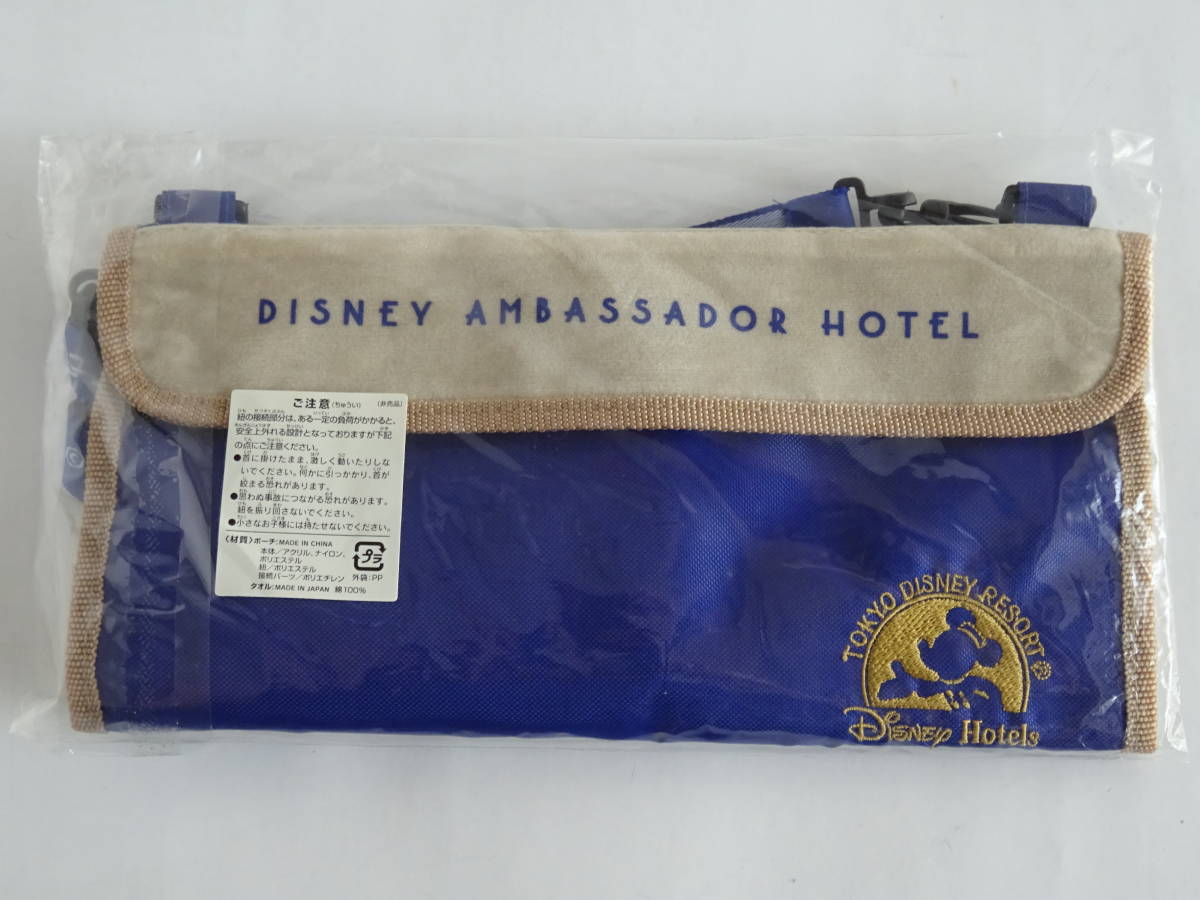 DISNEY AMBASSADOR HOTEL
ご注意(ちゅうい) (非売品)
紐の接続部分は、ある一定の負荷がかかると、
安全上外れる設計となっておりますが下記
の点にご注意ください。
●首に掛けたまま、激しく動いたりしな
いでください。何かに引っかかり、首が
絞まる恐れがあります。
●思わぬ事故につながる恐れがあります。
紐を振り回さないでください。
●小さなお子様には持たせないでください。
〈材質〉ポーチ:MADE IN CHINA
本体/アクリル、ナイロン、
ポリエステル
紐/ポリエステル
接続パーツ/ポリエチレン 外袋:PP
プラ
タオル:MADE IN JAPAN 綿100%
TOKYO DISNEY RESORT
Disney Hotels